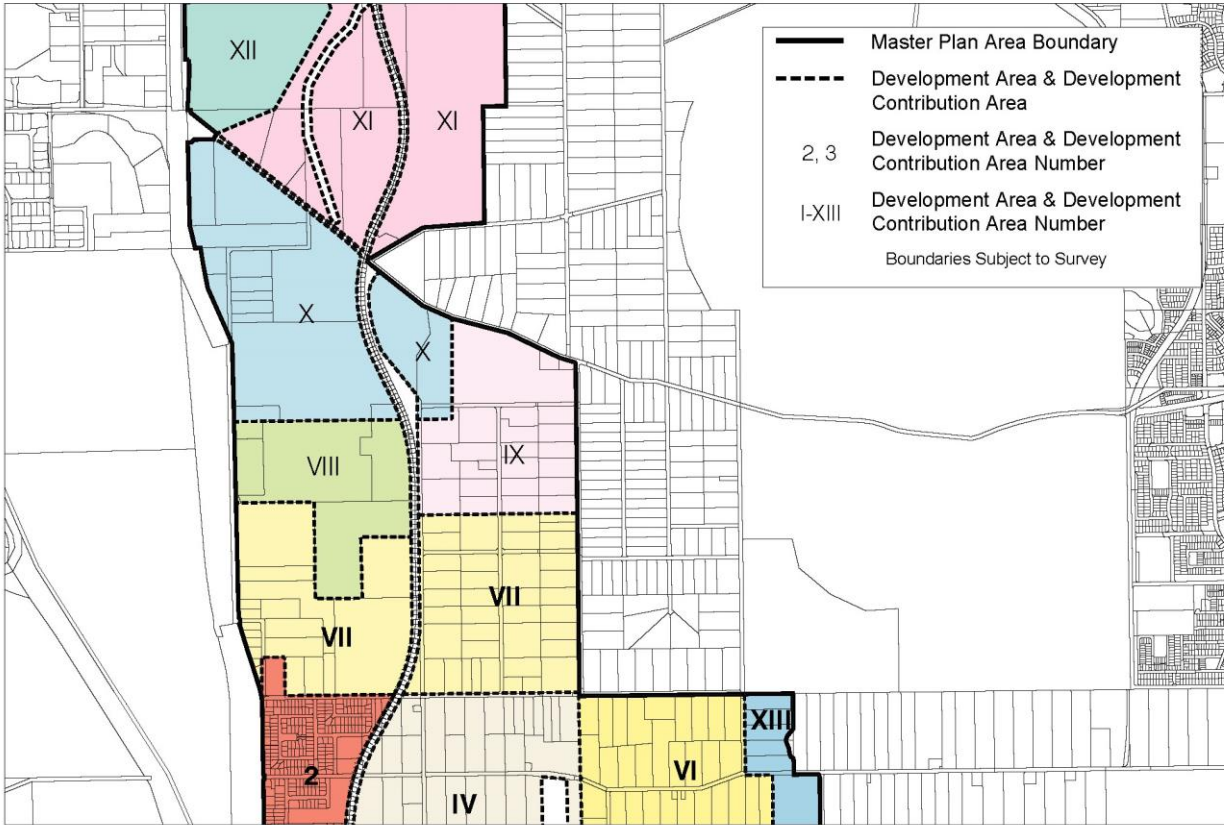 Master Plan Area Boundary
Development Area & Development
Contribution Area
2, 3
Development Area & Development
Contribution Area Number
I-XIII
Development Area & Development
Contribution Area Number
Boundaries Subject to Survey
XII
XI
XI
X
X
VIII
IX
VII
VII
XIII
2
IV
VI